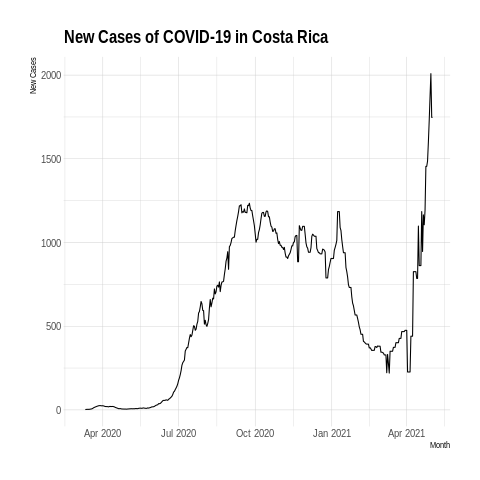 New Cases of COVID-19 in Costa Rica
New Cases
2000
1500
1000
500
0
Apr 2020
Jul 2020
Oct 2020
Jan 2021
Apr 2021
Month